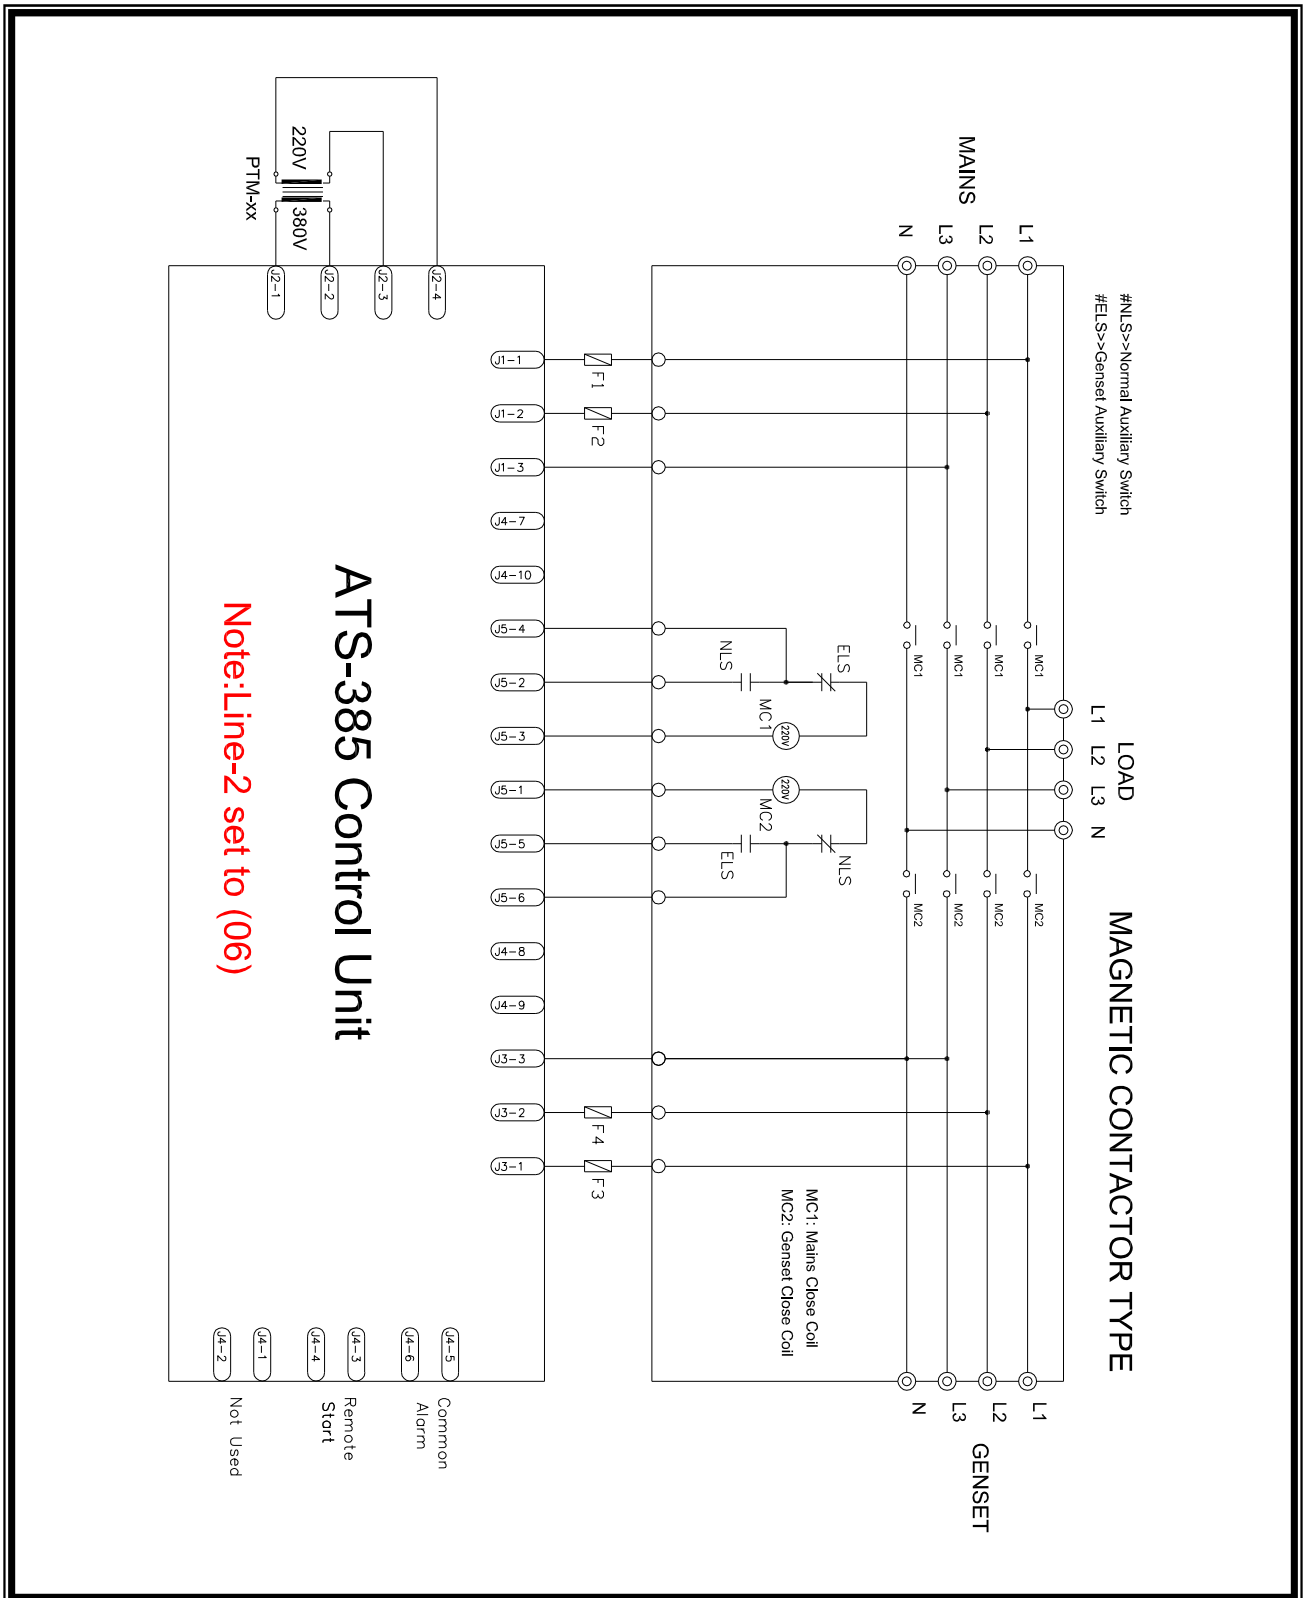 MAGNETIC CONTACTOR TYPE
#NLS>>Normal Auxiliary Switch
#ELS>>Genset Auxiliary Switch
LOAD
L1 L2 L3 N
MAINS
L1
L2
L3
N
GENSET
L1
L2
L3
N
MC1
MC1
MC1
MC1
MC2
MC2
MC2
MC2
MC1: Mains Close Coil
MC2: Genset Close Coil
ELS
NLS
MC1
220V
220V
MC2
NLS
ELS
F1
F2
F4
F3
J1-1
J1-2
J1-3
J4-7
J4-10
J5-4
J5-2
J5-3
J5-1
J5-5
J5-6
J4-8
J4-9
J3-3
J3-2
J3-1
J2-4
J2-3
J2-2
J2-1
220V
380V
PTM-xx
ATS-385 Control Unit
Note:Line-2 set to (06)
J4-5
J4-6
Common
Alarm
J4-3
J4-4
Remote
Start
J4-1
J4-2
Not Used